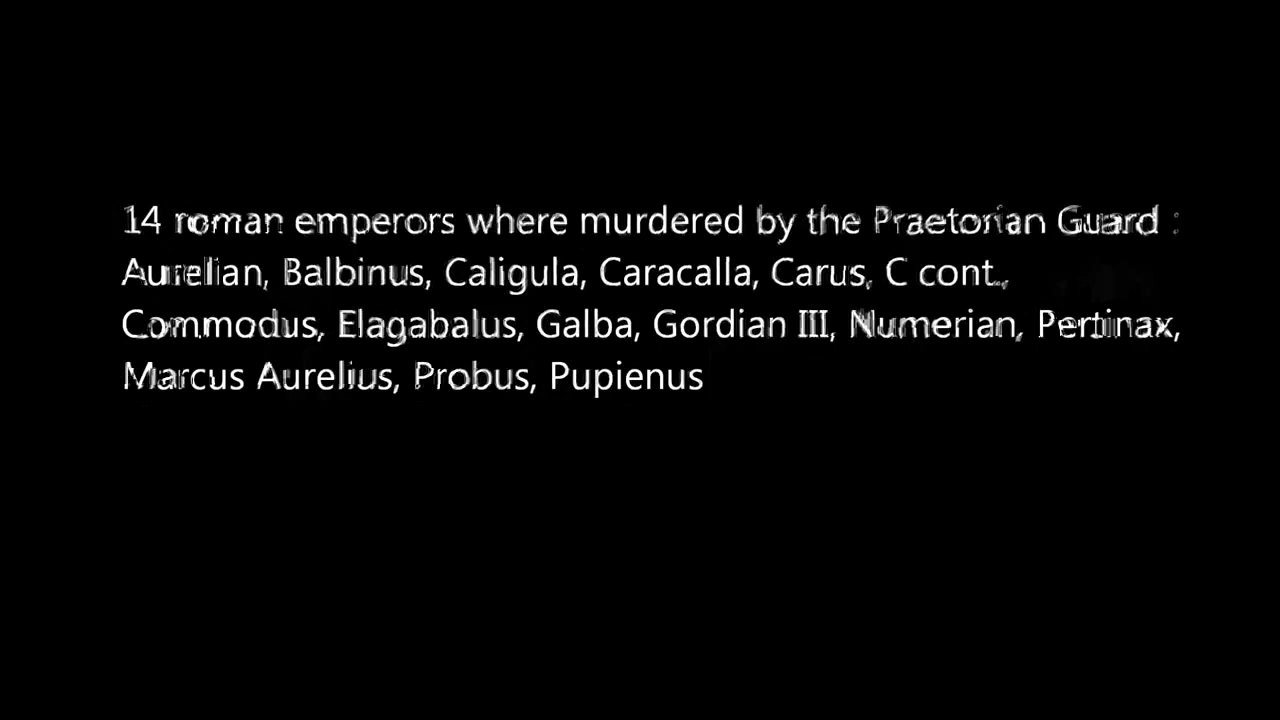 14 roman emperors where murdered by the Praetorian Guard :
Aurelian, Balbinus, Caligula, Caracalla, Carus, C cont.,
Commodus, Elagabalus, Galba, Gordian III, Numerian, Pertinax,
Marcus Aurelius, Probus, Pupienus